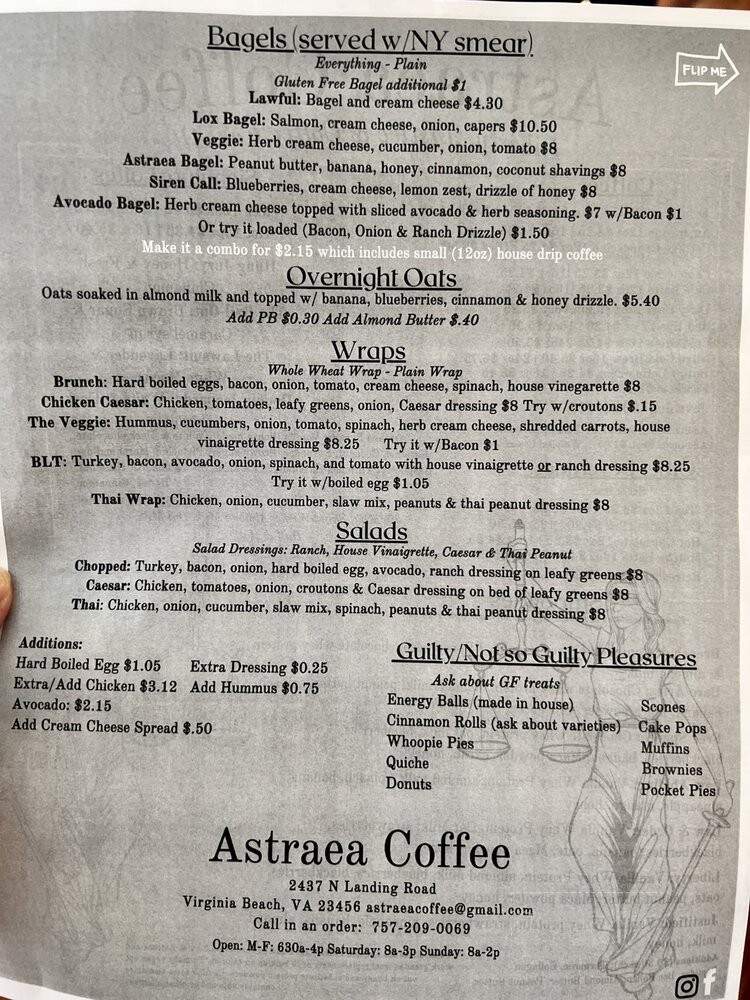 Bagels (served w/NY smear)
FLIP ME
Everything - Plain
Gluten Free Bagel additional $1
Lawful: Bagel and cream cheese $4.30
Lox Bagel: Salmon, cream cheese, onion, capers $10.50
Veggie: Herb cream cheese, cucumber, onion, tomato $8
Astraea Bagel: Peanut butter, banana, honey, cinnamon, coconut shavings $8
Siren Call: Blueberries, cream cheese, lemon zest, drizzle of honey $8
Avocado Bagel: Herb cream cheese topped with sliced avocado & herb seasoning. $7 w/Bacon $1
Or try it loaded (Bacon, Onion & Ranch Drizzle) $1.50
Make it a combo for $2.15 which includes small (12oz) house drip coffee
Overnight Oats
Oats soaked in almond milk and topped w/ banana, blueberries, cinnamon & honey drizzle. $5.40
Add PB $0.30 Add Almond Butter $.40
Wraps
Whole Wheat Wrap - Plain Wrap
Brunch: Hard boiled eggs, bacon, onion, tomato, cream cheese, spinach, house vinegarette $8
Chicken Caesar: Chicken, tomatoes, leafy greens, onion, Caesar dressing $8 Try w/croutons $.15
The Veggie: Hummus, cucumbers, onion, tomato, spinach, herb cream cheese, shredded carrots, house
vinaigrette dressing $8.25 Try it w/Bacon $1
BLT: Turkey, bacon, avocado, onion, spinach, and tomato with house vinaigrette or ranch dressing $8.25
Try it w/boiled egg $1.05
Thai Wrap: Chicken, onion, cucumber, slaw mix, peanuts & thai peanut dressing $8
Salads
Salad Dressings: Ranch, House Vinaigrette, Caesar & Thai Peanut
Chopped: Turkey, bacon, onion, hard boiled egg, avocado, ranch dressing on leafy greens $8
Caesar: Chicken, tomatoes, onion, croutons & Caesar dressing on bed of leafy greens $8
Thai: Chicken, onion, cucumber, slaw mix, spinach, peanuts & thai peanut dressing $8
Additions:
Hard Boiled Egg $1.05 Extra Dressing $0.25
Extra/Add Chicken $3.12 Add Hummus $0.75
Avocado: $2.15
Add Cream Cheese Spread $.50
Guilty/Not so Guilty Pleasures
Ask about GF treats
Energy Balls (made in house) Scones
Cinnamon Rolls (ask about varieties) Cake Pops
Whoopie Pies Muffins
Quiche Brownies
Donuts Pocket Pies
Astraea Coffee
2437 N Landing Road
Virginia Beach, VA 23456 astraeacoffee@gmail.com
Call in an order: 757-209-0069
Open: M-F: 630a-4p Saturday: 8a-3p Sunday: 8a-2p